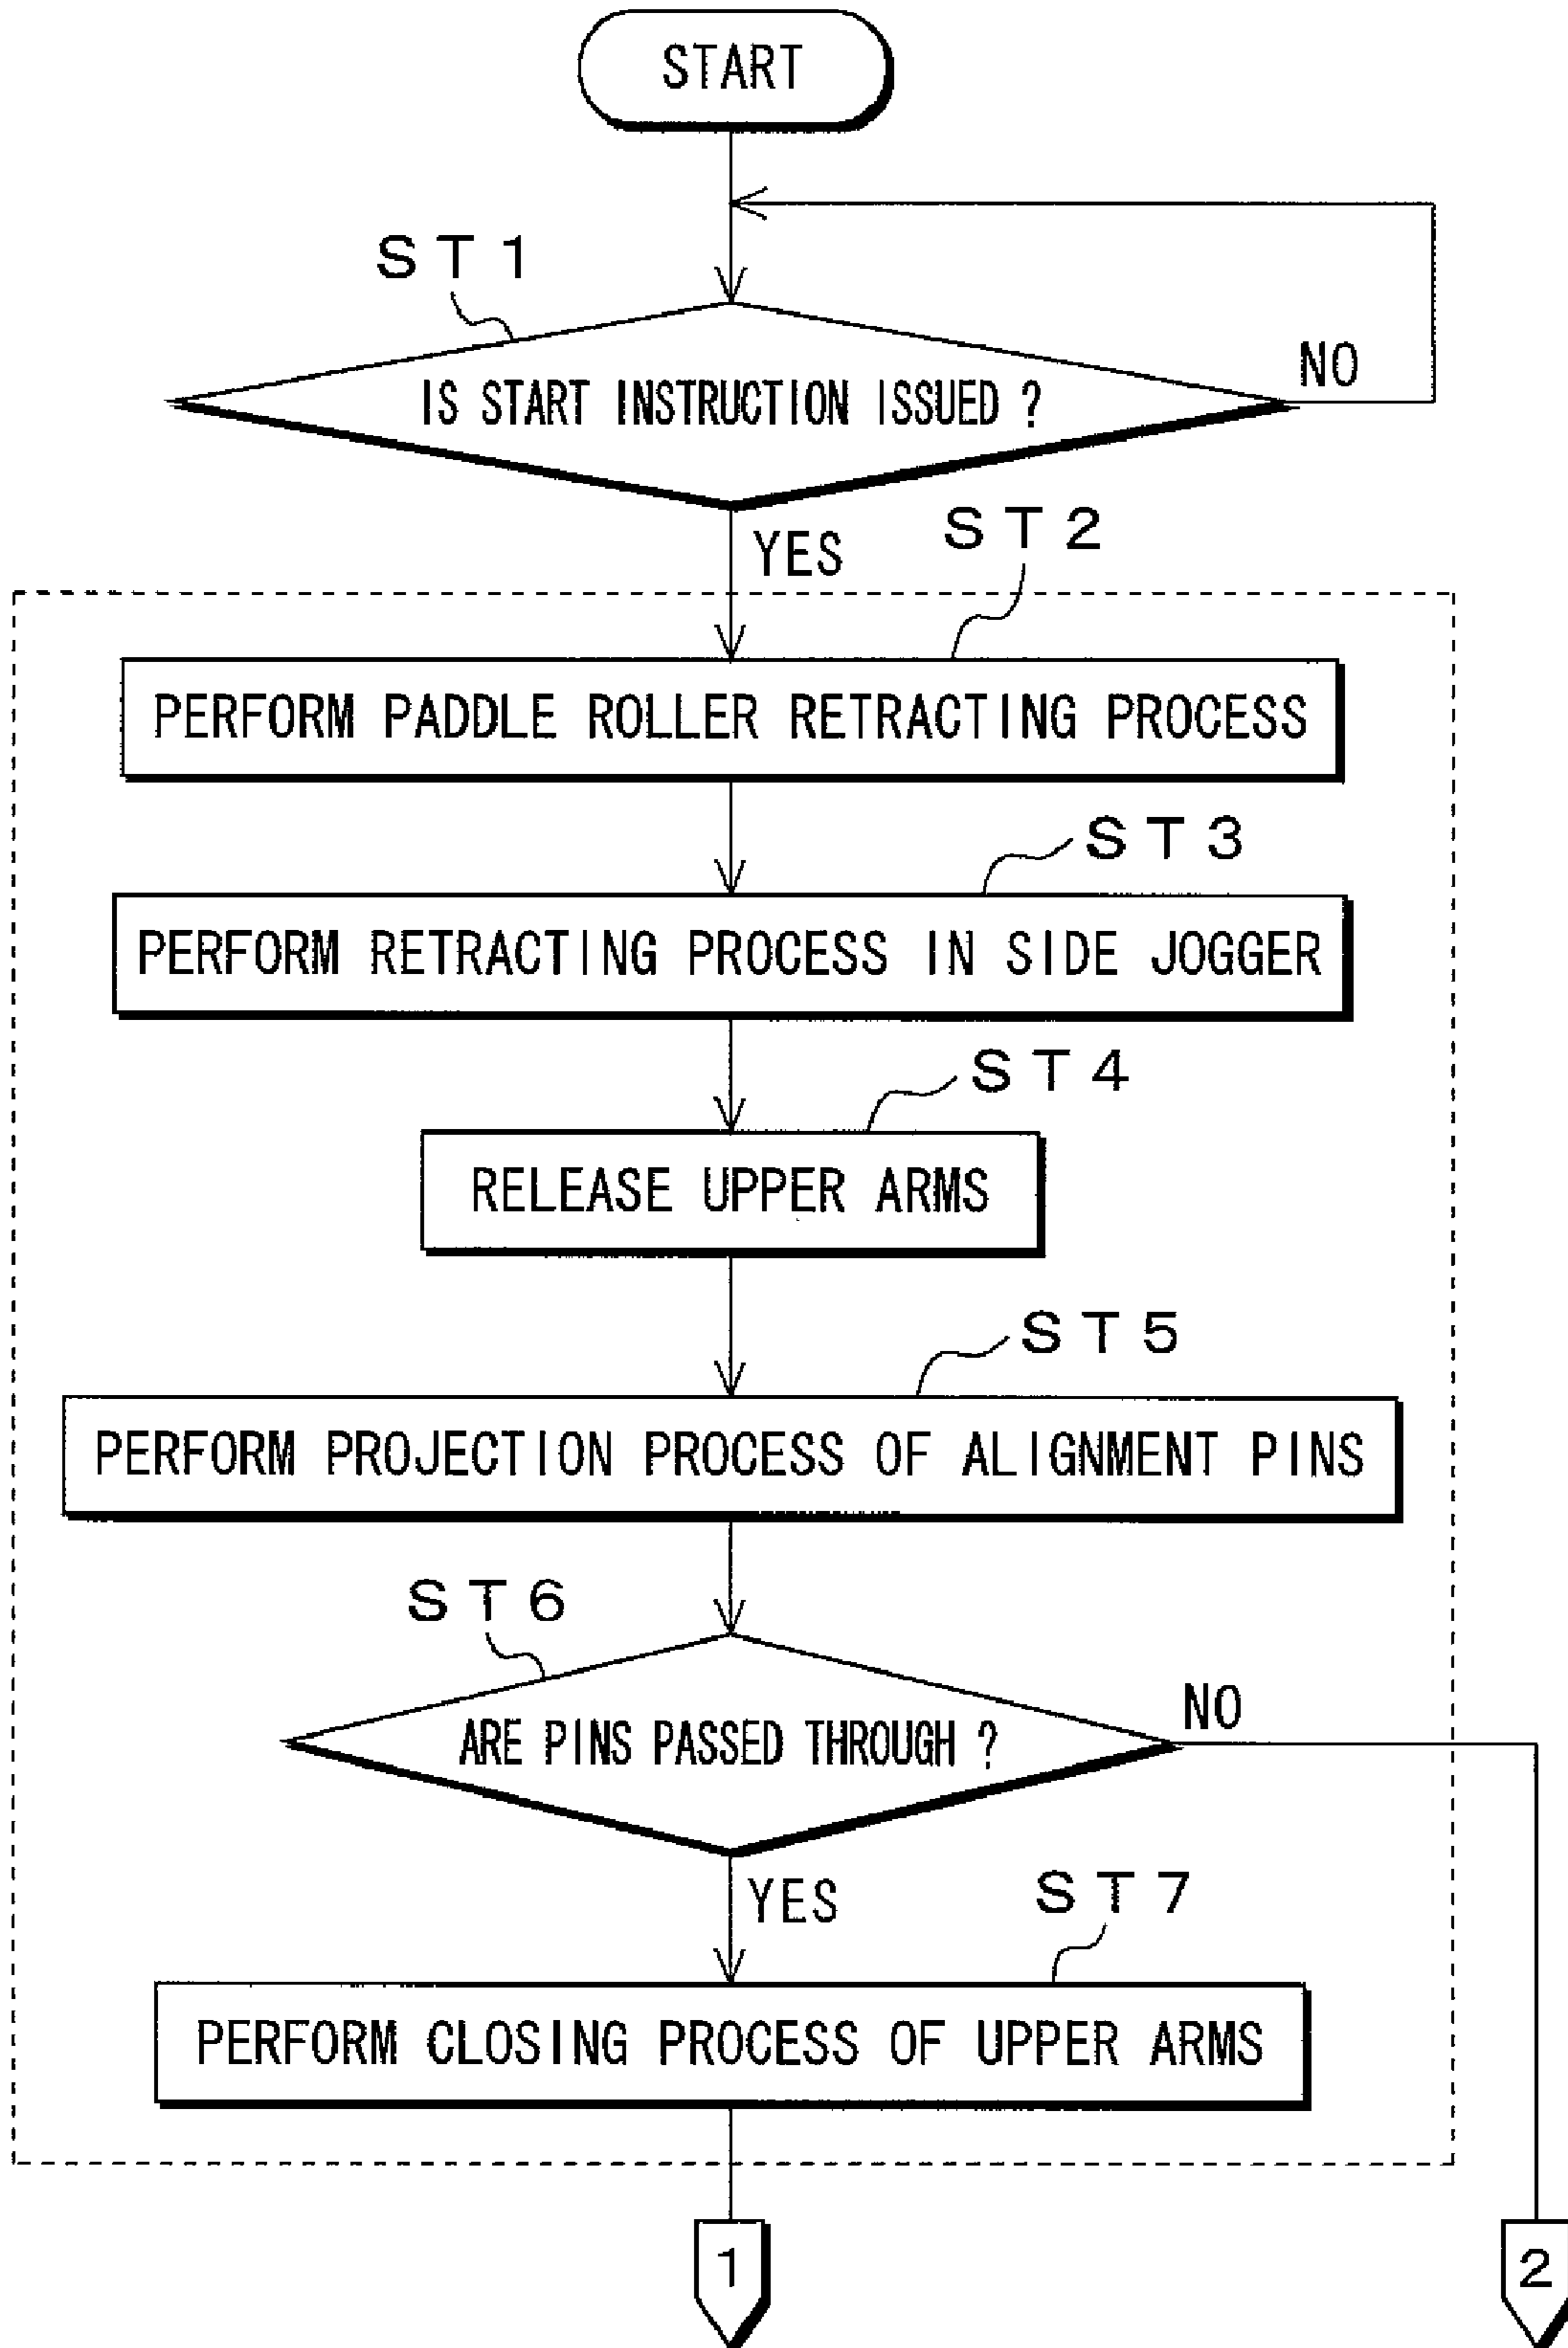 START
ST1
IS START INSTRUCTION ISSUED ?
NO
YES
ST2
PERFORM PADDLE ROLLER RETRACTING PROCESS
ST3
PERFORM RETRACTING PROCESS IN SIDE JOGGER
ST4
RELEASE UPPER ARMS
ST5
PERFORM PROJECTION PROCESS OF ALIGNMENT PINS
ST6
ARE PINS PASSED THROUGH ?
NO
YES
ST7
PERFORM CLOSING PROCESS OF UPPER ARMS
1
2